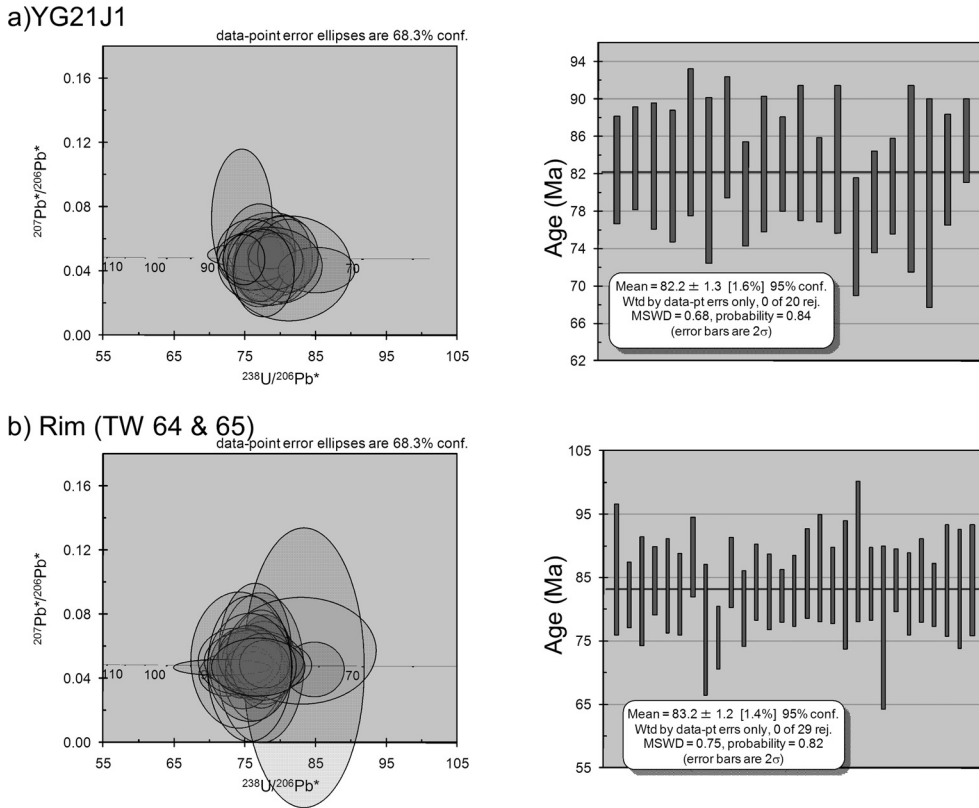 a)YG21J1
data-point error ellipses are 68.3% conf.
0.16
0.12
0.08
0.04
0.00
207Pb*/206Pb*
110 100 90 70
55 65 75 85 95 105
238U/206Pb*
94
90
86
82
78
74
70
66
62
Age (Ma)
Mean = 82.2 ± 1.3 [1.6%] 95% conf.
Wtd by data-pt errs only, 0 of 20 rej.
MSWD = 0.68, probability = 0.84
(error bars are 2σ)
b) Rim (TW 64 & 65)
data-point error ellipses are 68.3% conf.
0.16
0.12
0.08
0.04
0.00
207Pb*/206Pb*
110 100 70
55 65 75 85 95 105
238U/206Pb*
105
95
85
75
65
55
Age (Ma)
Mean = 83.2 ± 1.2 [1.4%] 95% conf.
Wtd by data-pt errs only, 0 of 29 rej.
MSWD = 0.75, probability = 0.82
(error bars are 2σ)